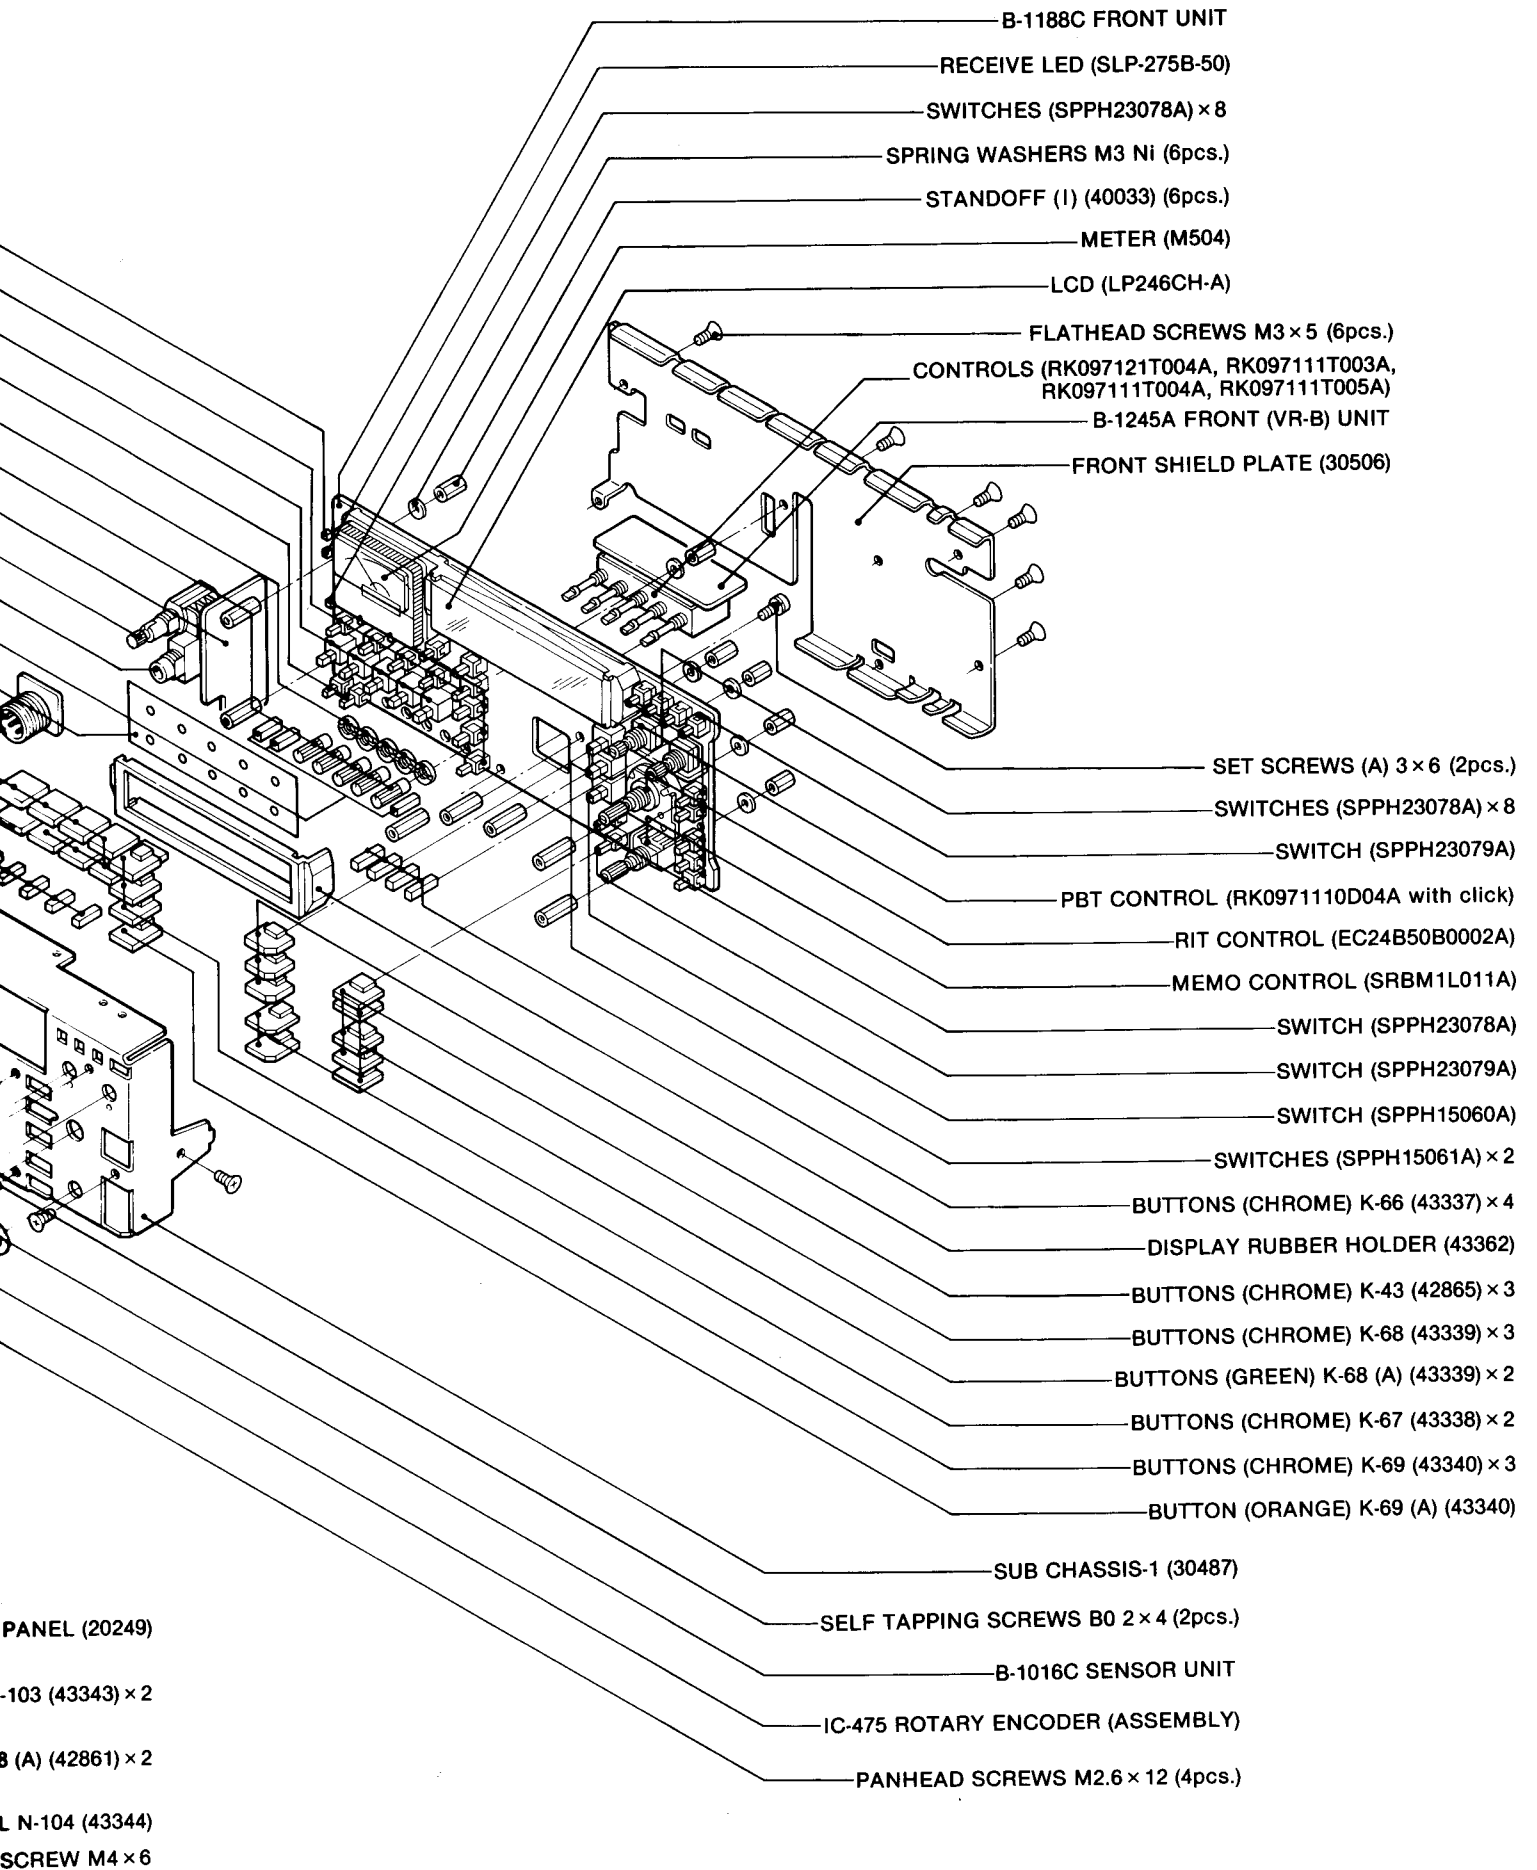 B-1188C FRONT UNIT
RECEIVE LED (SLP-275B-50)
SWITCHES (SPPH23078A) × 8
SPRING WASHERS M3 Ni (6pcs.)
STANDOFF (I) (40033) (6pcs.)
METER (M504)
LCD (LP246CH-A)
FLATHEAD SCREWS M3 × 5 (6pcs.)
CONTROLS (RK097121T004A, RK097111T003A,
RK097111T004A, RK097111T005A)
B-1245A FRONT (VR-B) UNIT
FRONT SHIELD PLATE (30506)
SET SCREWS (A) 3 × 6 (2pcs.)
SWITCHES (SPPH23078A) × 8
SWITCH (SPPH23079A)
PBT CONTROL (RK0971110D04A with click)
RIT CONTROL (EC24B50B0002A)
MEMO CONTROL (SRBM1L011A)
SWITCH (SPPH23078A)
SWITCH (SPPH23079A)
SWITCH (SPPH15060A)
SWITCHES (SPPH15061A) × 2
BUTTONS (CHROME) K-66 (43337) × 4
DISPLAY RUBBER HOLDER (43362)
BUTTONS (CHROME) K-43 (42865) × 3
BUTTONS (CHROME) K-68 (43339) × 3
BUTTONS (GREEN) K-68 (A) (43339) × 2
BUTTONS (CHROME) K-67 (43338) × 2
BUTTONS (CHROME) K-69 (43340) × 3
BUTTON (ORANGE) K-69 (A) (43340)
SUB CHASSIS-1 (30487)
SELF TAPPING SCREWS B0 2 × 4 (2pcs.)
B-1016C SENSOR UNIT
IC-475 ROTARY ENCODER (ASSEMBLY)
PANHEAD SCREWS M2.6 × 12 (4pcs.)
PANEL (20249)
-103 (43343) × 2
8 (A) (42861) × 2
L N-104 (43344)
SCREW M4 × 6